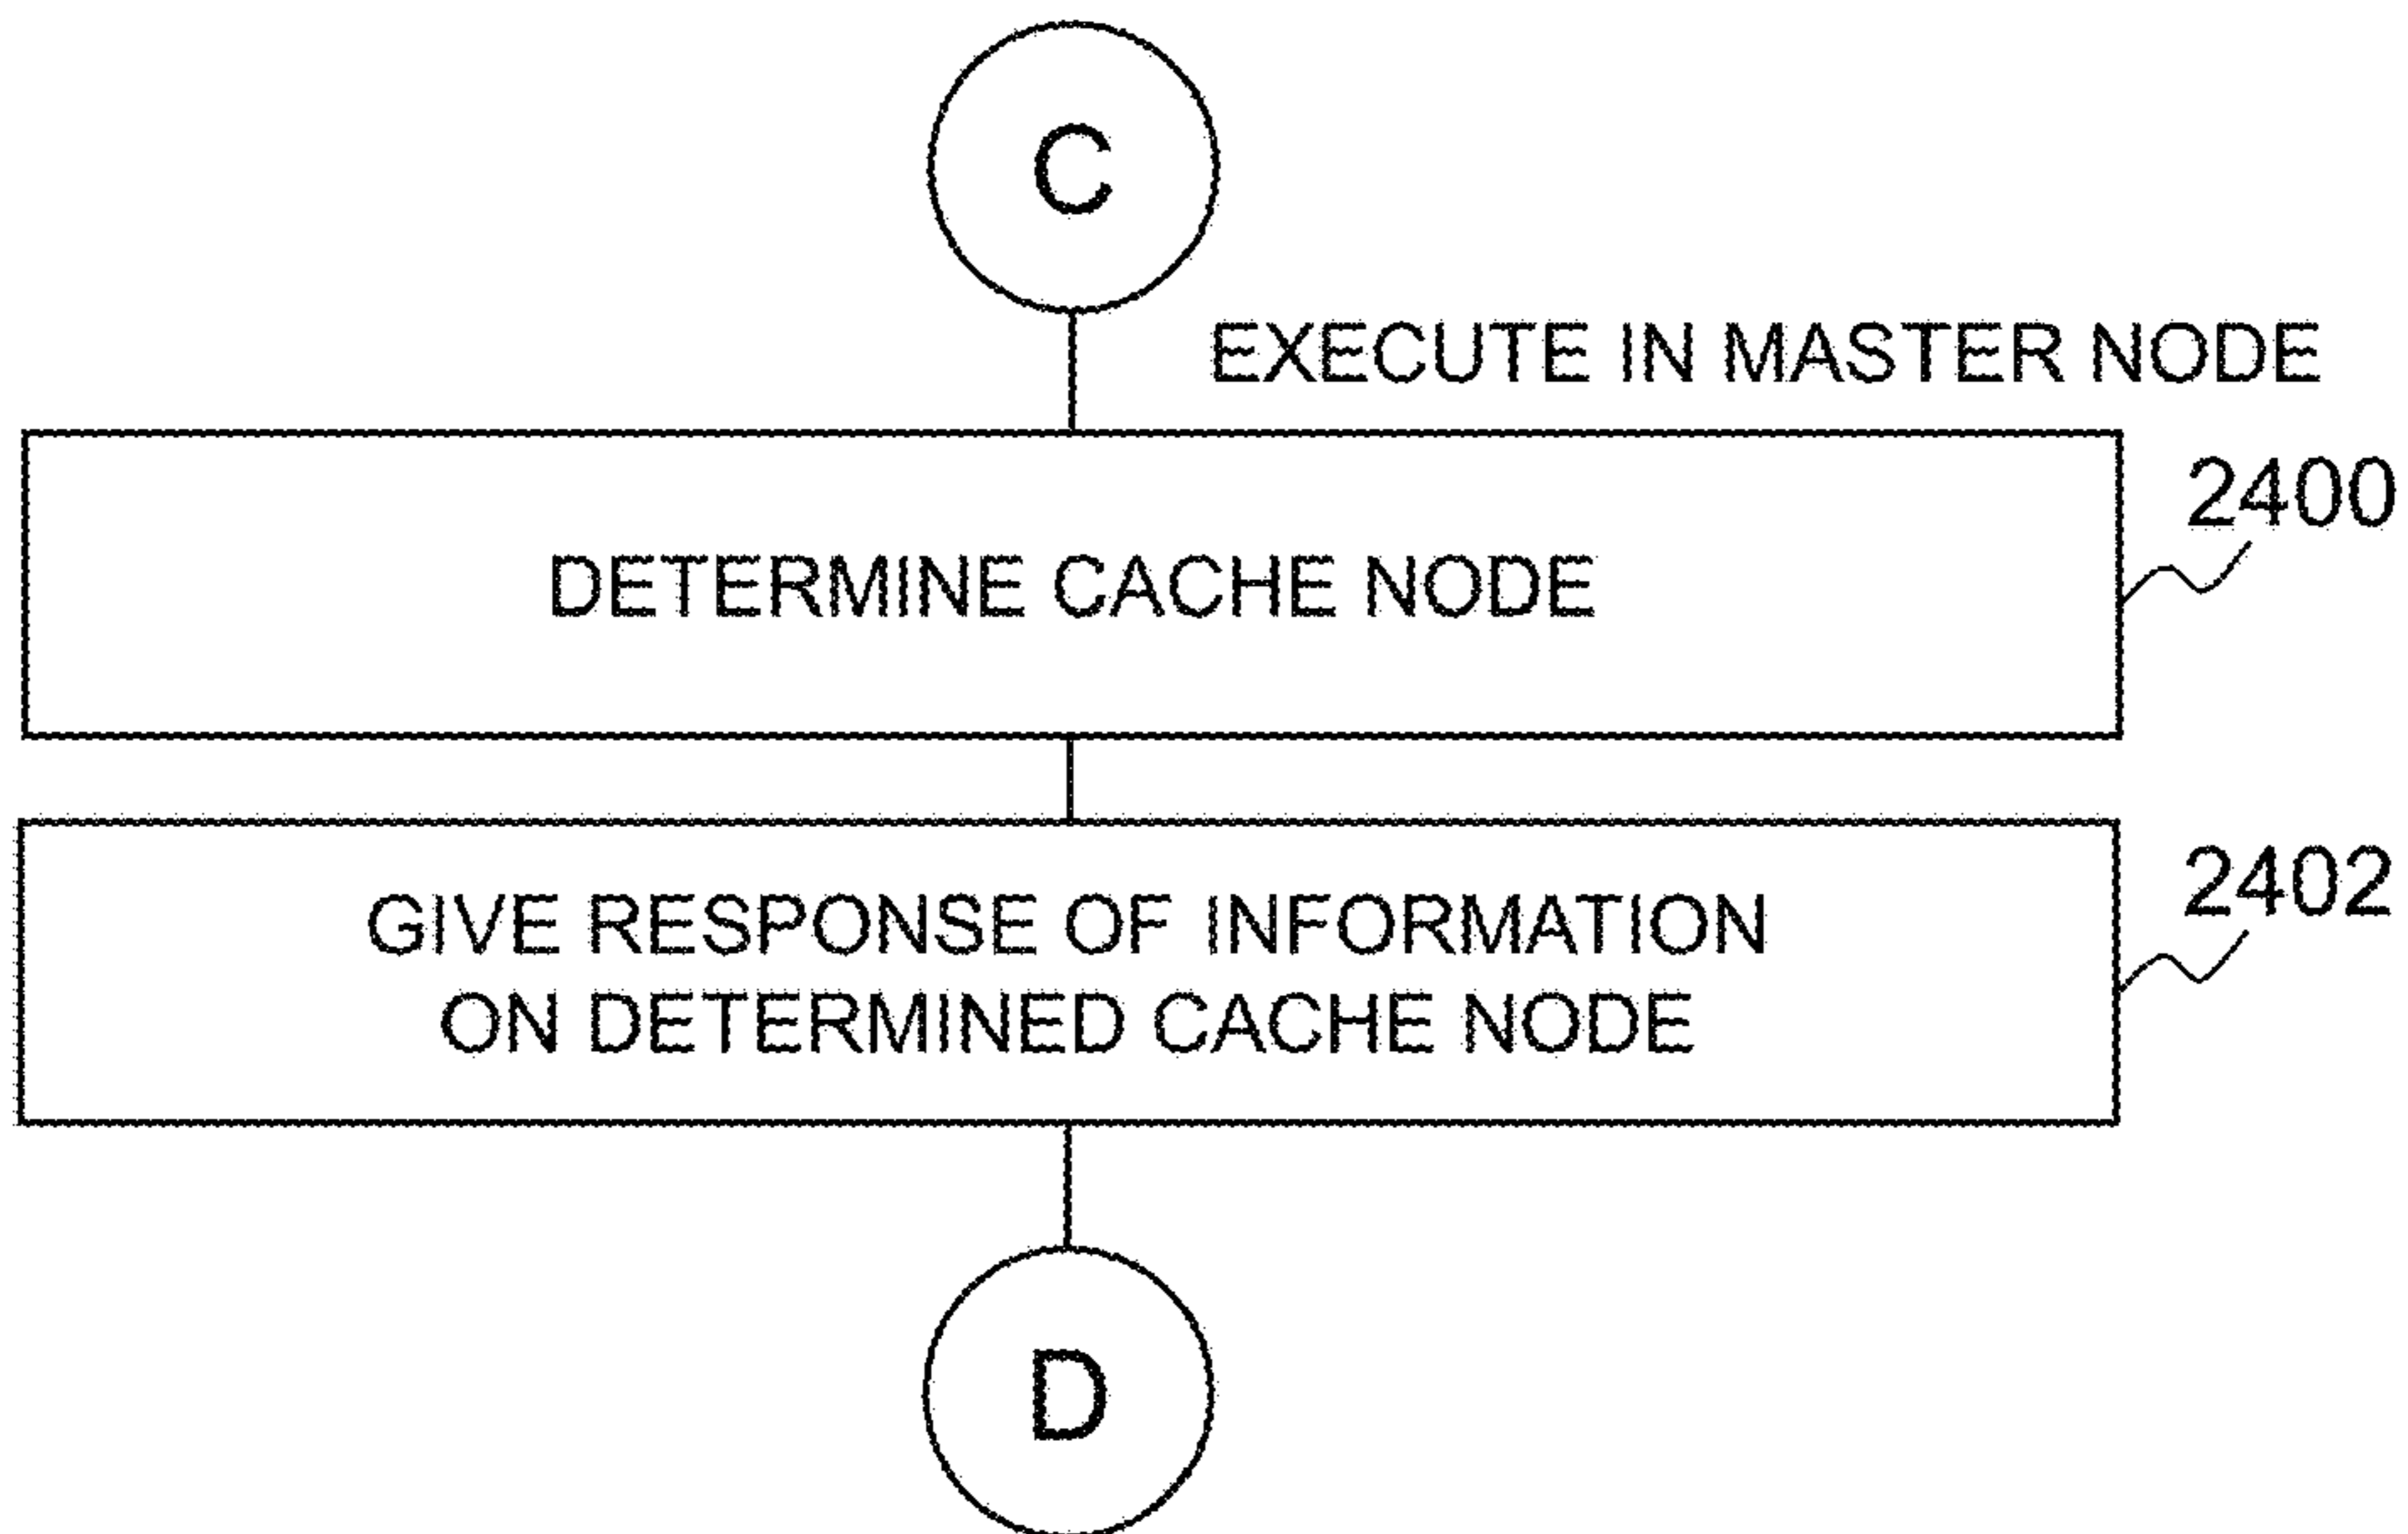 C
EXECUTE IN MASTER NODE
2400
DETERMINE CACHE NODE
2402
GIVE RESPONSE OF INFORMATION
ON DETERMINED CACHE NODE
D